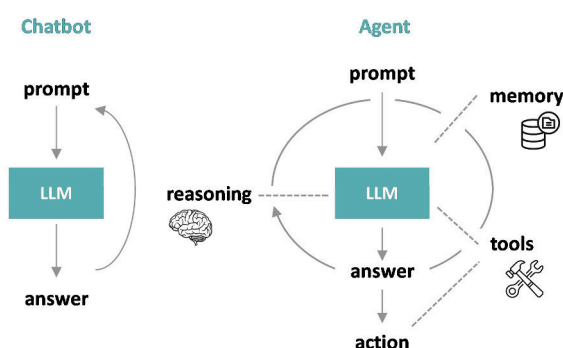 Chatbot
prompt
LLM
answer
Agent
prompt
memory
reasoning
LLM
tools
answer
action